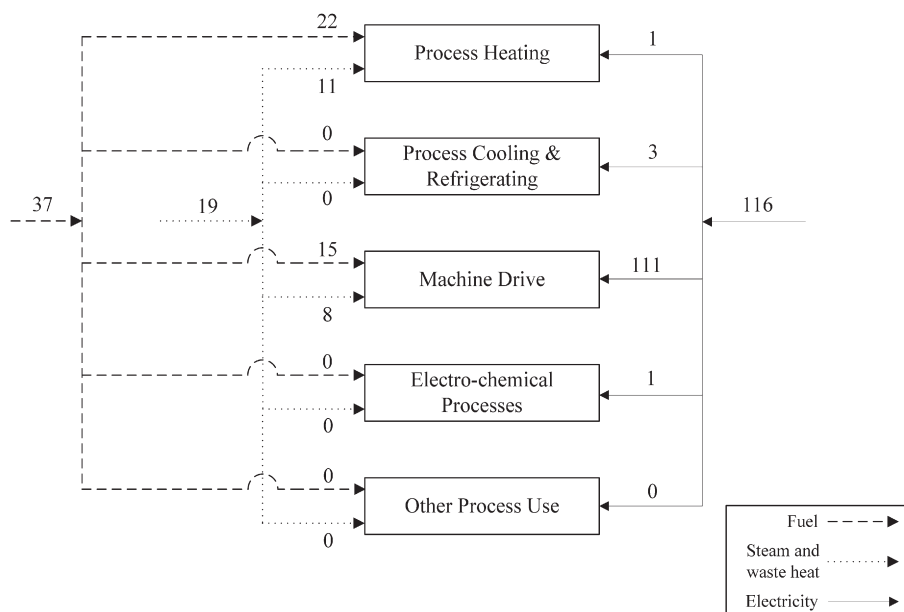 22
1
Process Heating
11
0
Process Cooling &
Refrigerating
3
0
37
19
116
15
Machine Drive
111
8
0
Electro-chemical
Processes
1
0
0
Other Process Use
0
0
Fuel
Steam and
waste heat
Electricity